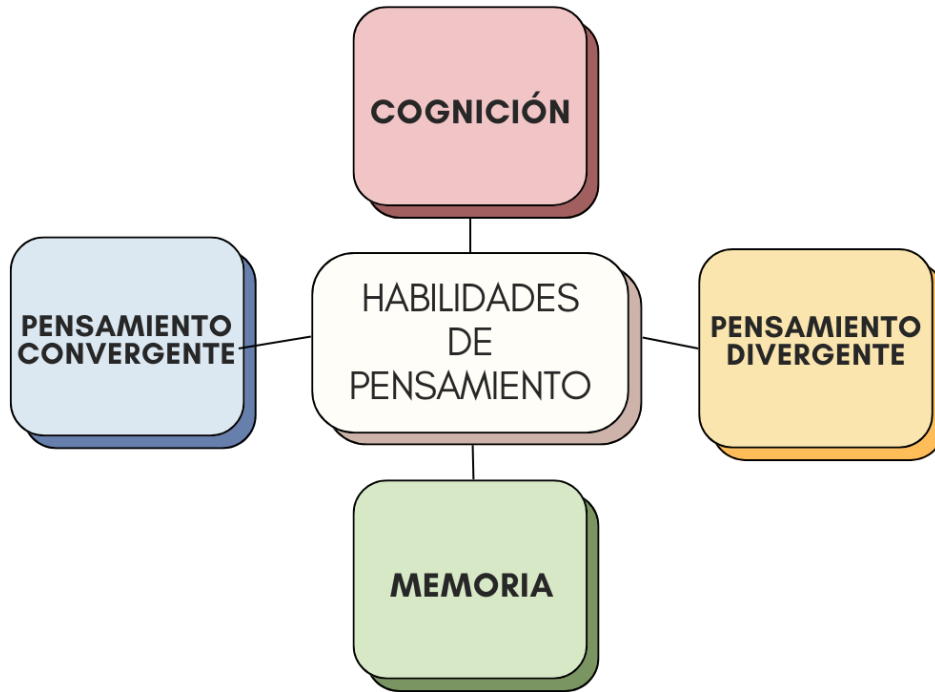 COGNICIÓN
PENSAMIENTO
CONVERGENTE
HABILIDADES
DE
PENSAMIENTO
PENSAMIENTO
DIVERGENTE
MEMORIA